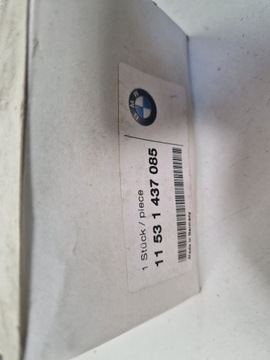 BMW
1 Stück / piece
11 53 1 437 085
Made in Germany